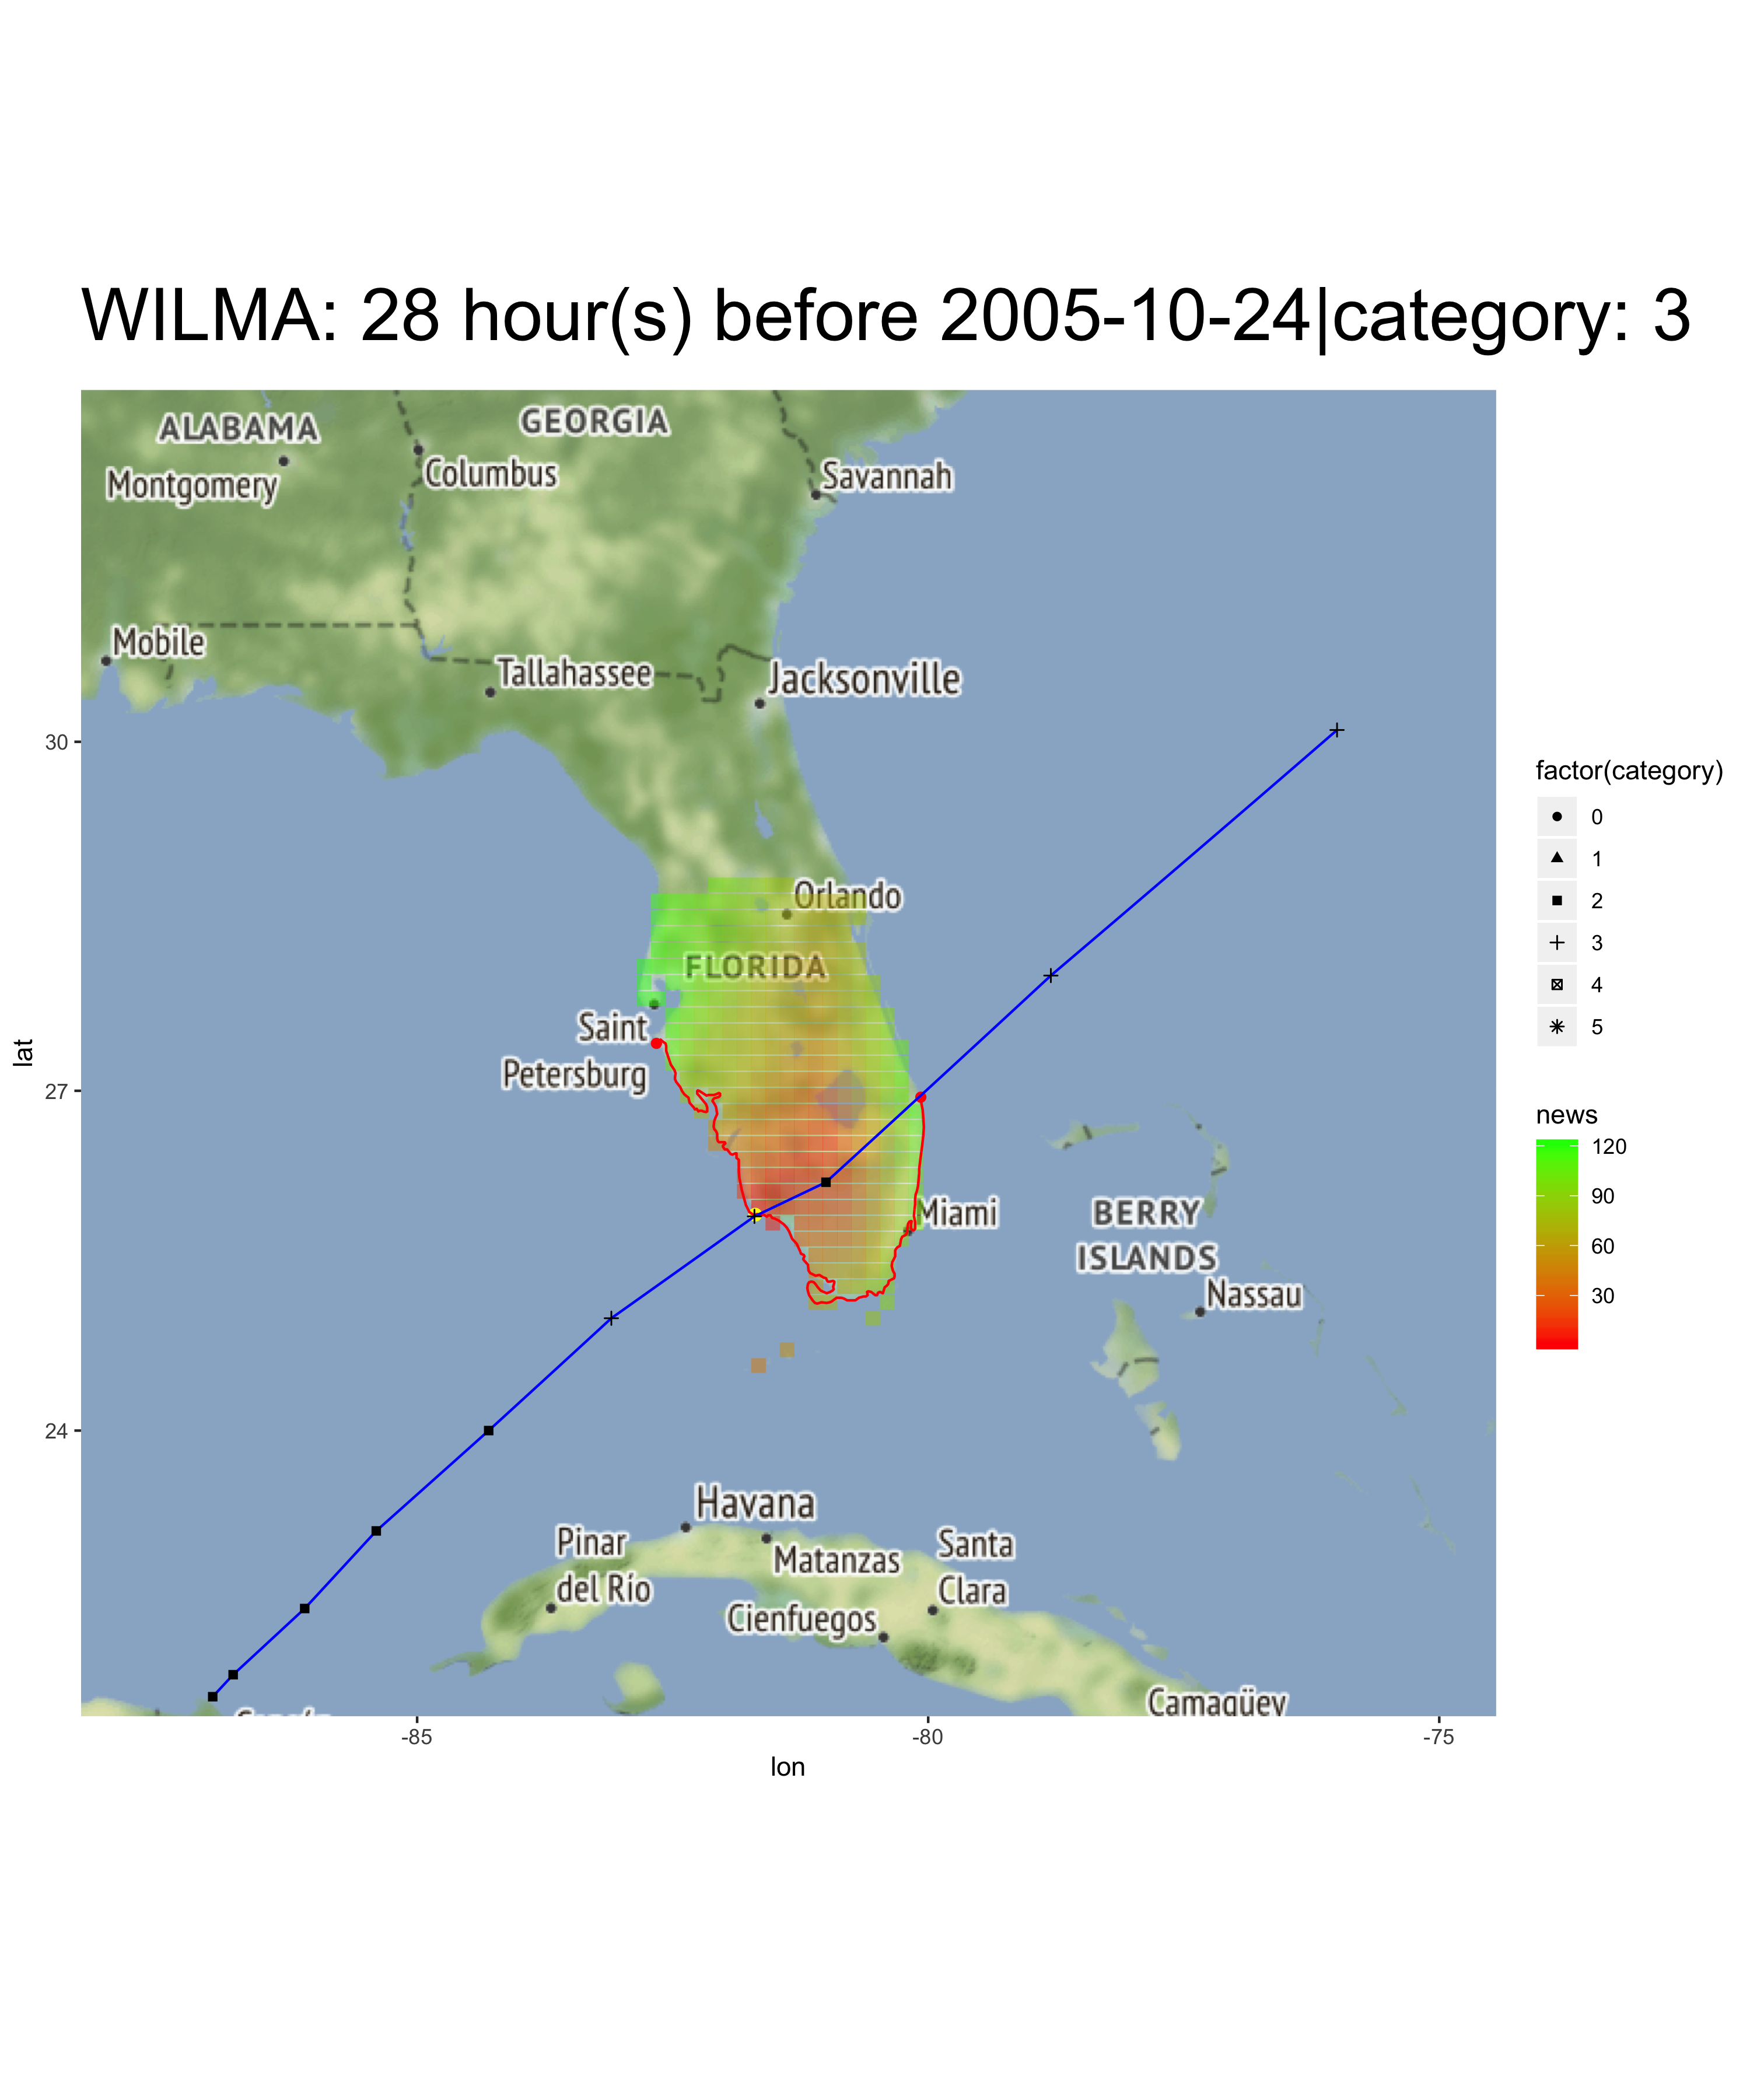 WILMA: 28 hour(s) before 2005-10-24|category: 3
ALABAMA
GEORGIA
Montgomery
Columbus
Savannah
Mobile
Tallahassee
Jacksonville
30
Orlando
FLORIDA
Saint
Petersburg
27
lat
Miami
BERRY
ISLANDS
Nassau
24
Havana
Pinar
del Río
Matanzas
Santa
Clara
Cienfuegos
Camagüey
-85
-80
-75
lon
factor(category)
0
1
2
3
4
5
news
120
90
60
30